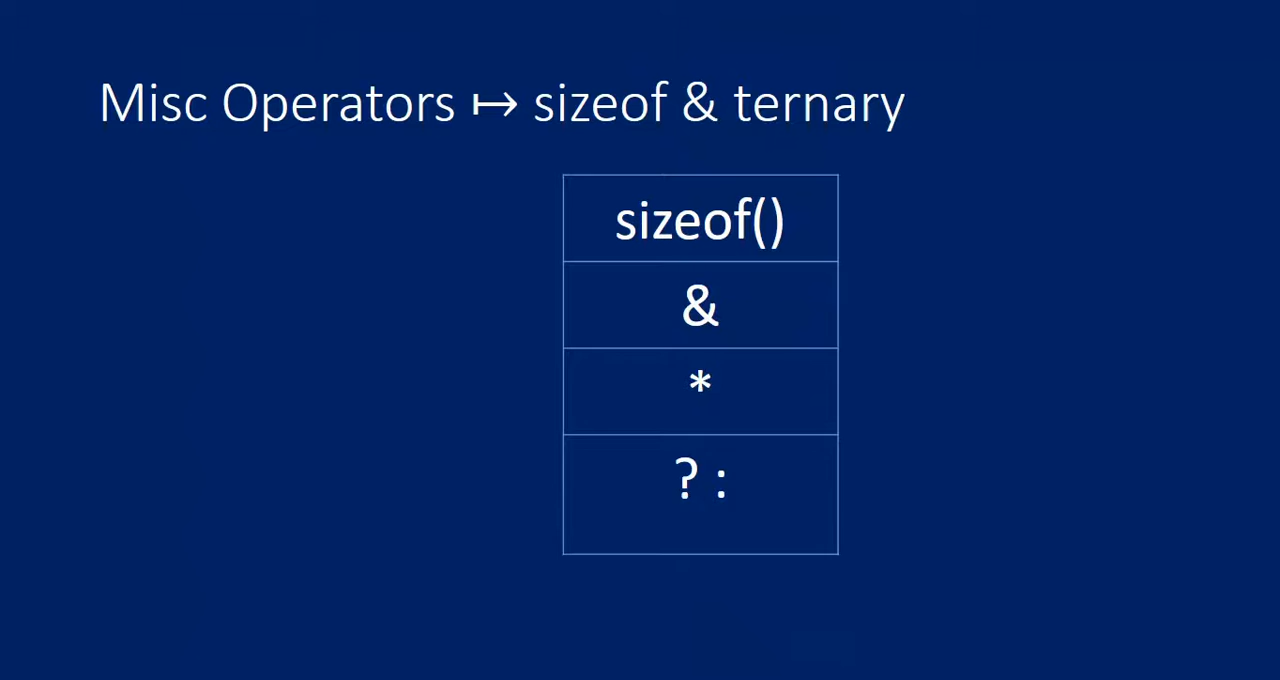 Misc Operators ↦ sizeof & ternary
sizeof()
&
*
? :